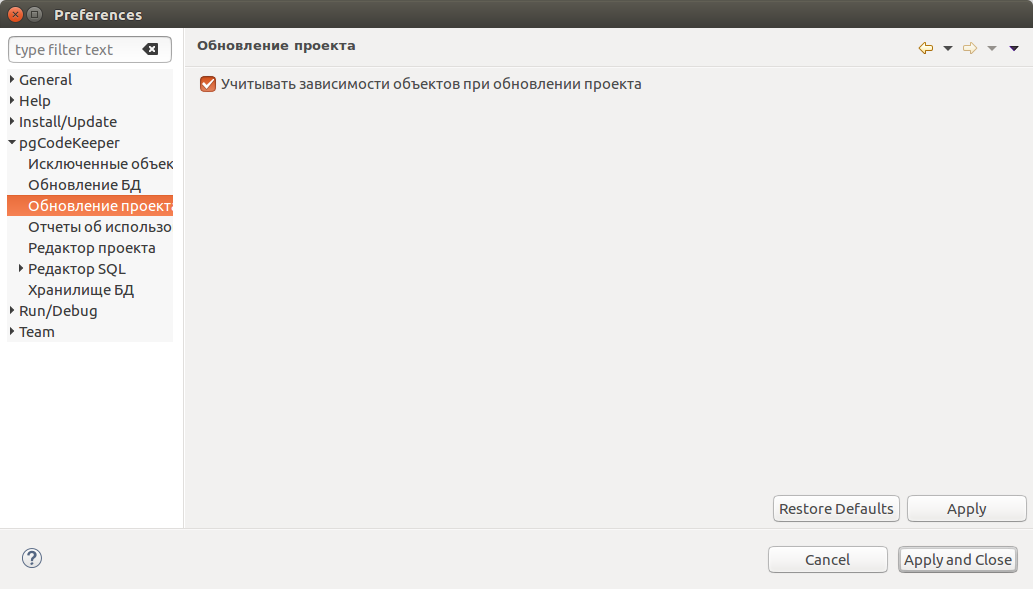 Preferences
type filter text
General
Help
Install/Update
pgCodeKeeper
Исключенные объек
Обновление БД
Обновление проекта
Отчеты об использо
Редактор проекта
Редактор SQL
Хранилище БД
Run/Debug
Team
Обновление проекта
Учитывать зависимости объектов при обновлении проекта
Restore Defaults
Apply
?
Cancel
Apply and Close